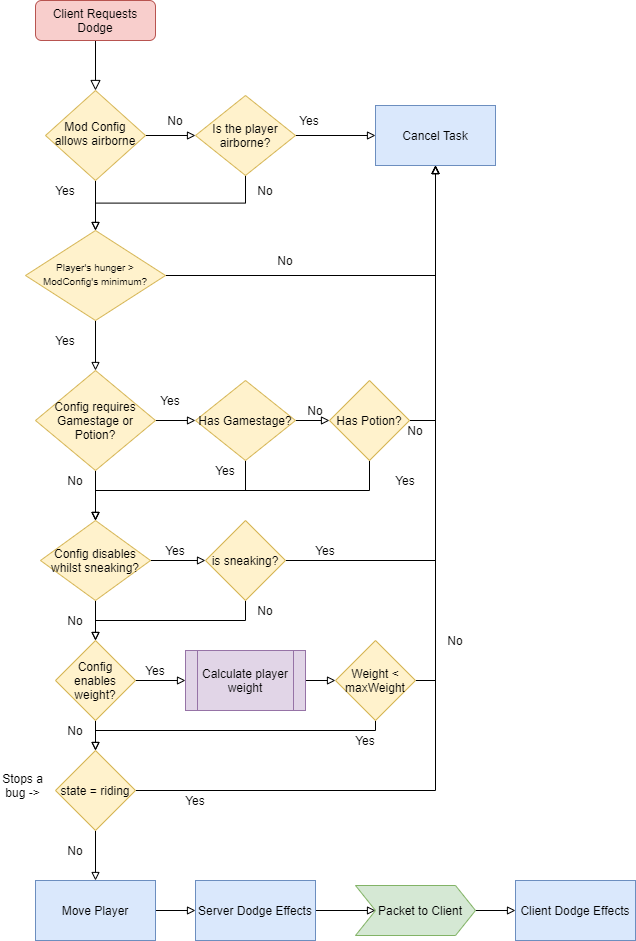 Client Requests
Dodge
Mod Config
allows airborne
No
Is the player
airborne?
Yes
Cancel Task
Yes
No
Player's hunger >
ModConfig's minimum?
No
Yes
Config requires
Gamestage or
Potion?
Yes
Has Gamestage?
No
Has Potion?
No
No
Yes
Yes
Config disables
whilst sneaking?
Yes
is sneaking?
Yes
No
No
Config
enables
weight?
Yes
Calculate player
weight
Weight <
maxWeight
No
No
Yes
Stops a
bug ->
state = riding
Yes
No
Move Player
Server Dodge Effects
Packet to Client
Client Dodge Effects